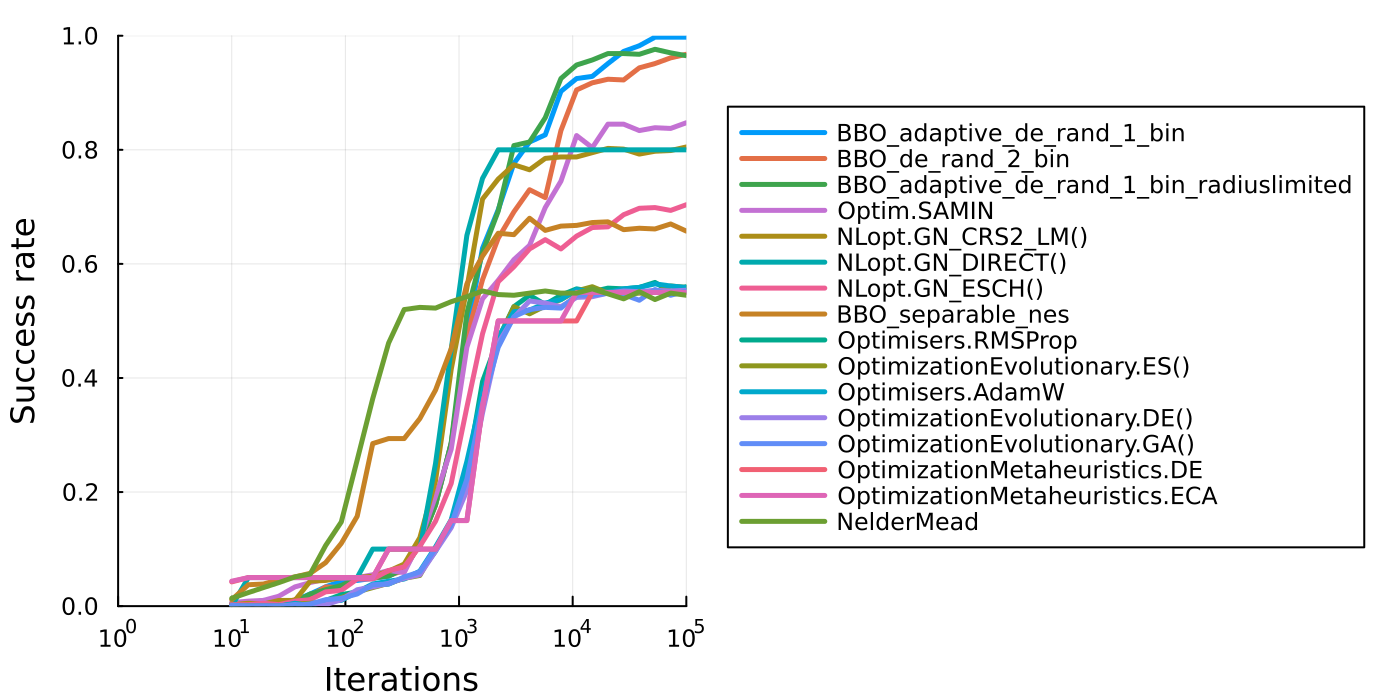 Success rate
1.0
0.8
0.6
0.4
0.2
0.0
10^0 10^1 10^2 10^3 10^4 10^5
Iterations
BBO_adaptive_de_rand_1_bin
BBO_de_rand_2_bin
BBO_adaptive_de_rand_1_bin_radiuslimited
Optim.SAMIN
NLopt.GN_CRS2_LM()
NLopt.GN_DIRECT()
NLopt.GN_ESCH()
BBO_separable_nes
Optimisers.RMSProp
OptimizationEvolutionary.ES()
Optimisers.AdamW
OptimizationEvolutionary.DE()
OptimizationEvolutionary.GA()
OptimizationMetaheuristics.DE
OptimizationMetaheuristics.ECA
NelderMead